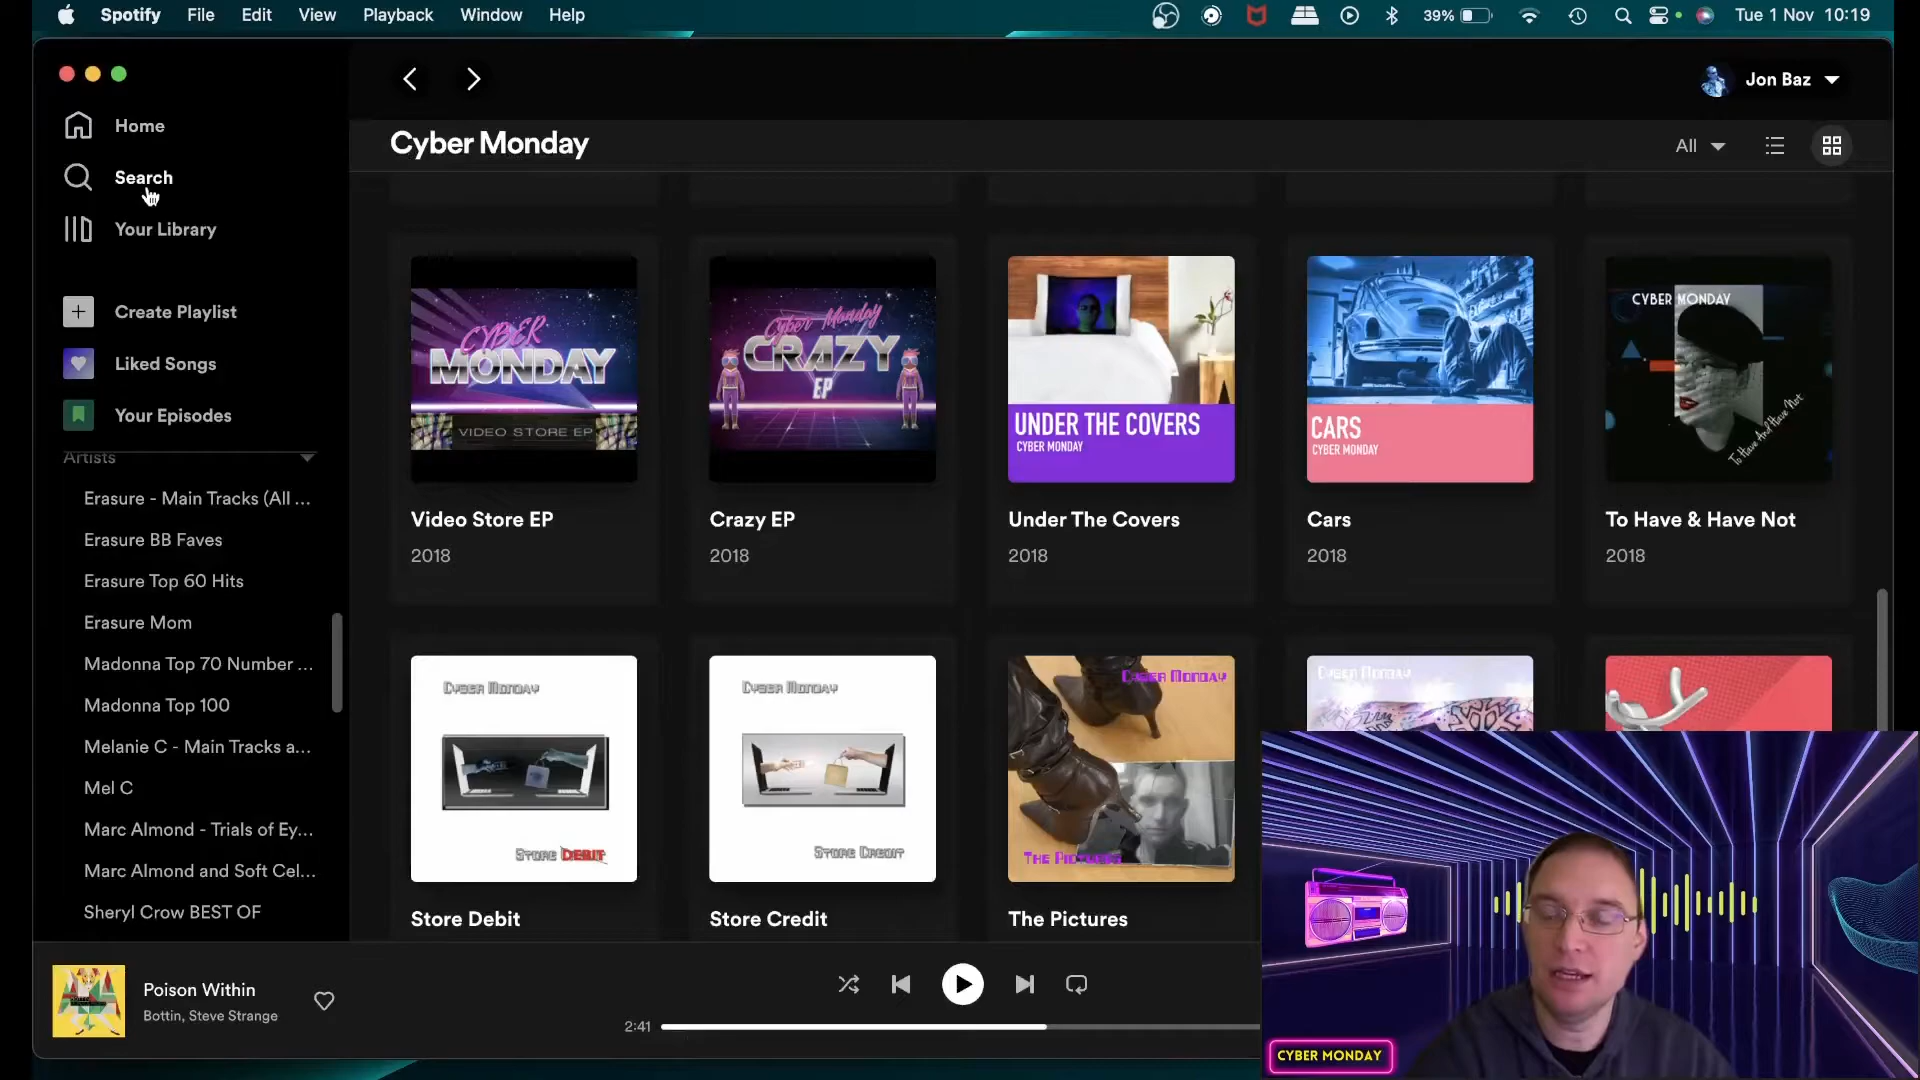 Spotify File Edit View Playback Window Help 39% Tue 1 Nov 10:19
Jon Baz
Home
Search
Your Library
Create Playlist
Liked Songs
Your Episodes
Artists
Erasure - Main Tracks (All ...
Erasure BB Faves
Erasure Top 60 Hits
Erasure Mom
Madonna Top 70 Number ...
Madonna Top 100
Melanie C - Main Tracks a...
Mel C
Marc Almond - Trials of Ey...
Marc Almond and Soft Cel...
Sheryl Crow BEST OF
Cyber Monday
All
CYBER
MONDAY
VIDEO STORE EP
Video Store EP
2018
Cyber Monday
CRAZY
EP
Crazy EP
2018
UNDER THE COVERS
CYBER MONDAY
Under The Covers
2018
CARS
CYBER MONDAY
Cars
2018
CYBER MONDAY
To Have And Have Not
To Have & Have Not
2018
CYBER MONDAY
STORE DEBIT
Store Debit
CYBER MONDAY
STORE CREDIT
Store Credit
CYBER MONDAY
THE PICTURES
The Pictures
CYBER MONDAY
Poison Within
Bottin, Steve Strange
2:41
CYBER MONDAY